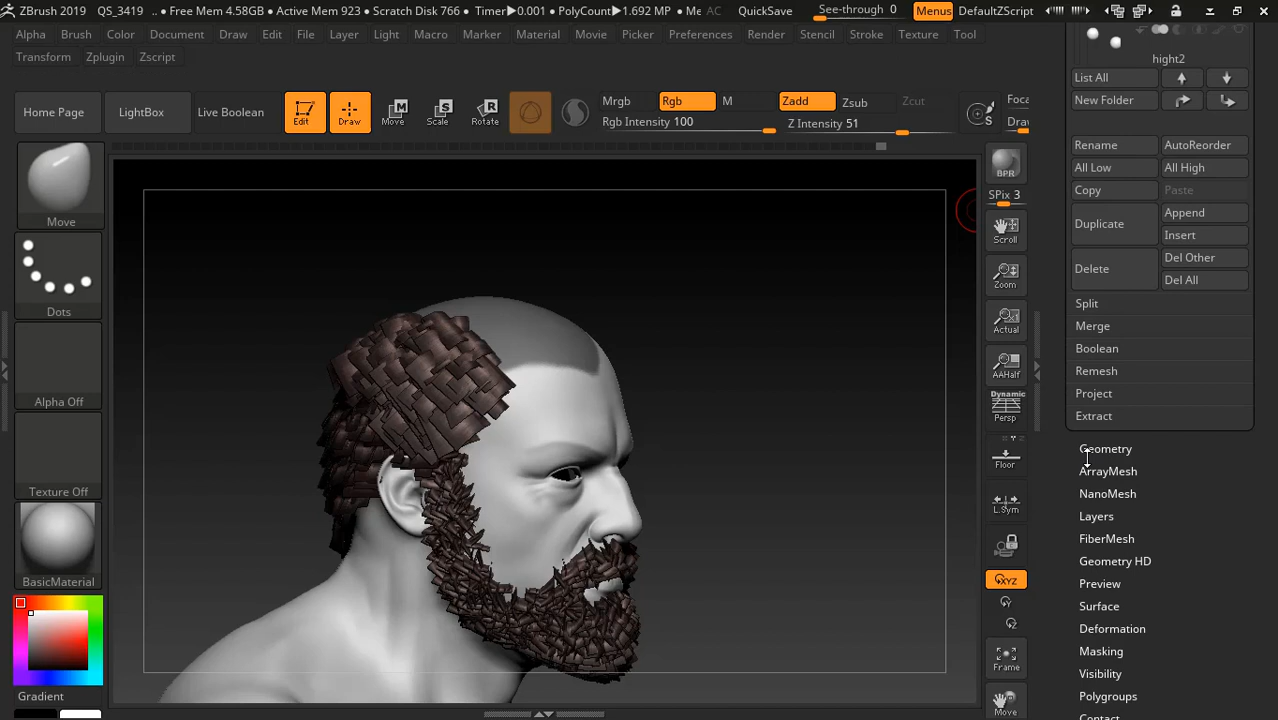 ZBrush 2019 QS_3419 • Free Mem 4.58GB • Active Mem 923 • Scratch Disk 766 • Timer▶0.001 • PolyCount▶1.692 MP • Me AC QuickSave See-through 0 Menus DefaultZScript
Alpha Brush Color Document Draw Edit File Layer Light Macro Marker Material Movie Picker Preferences Render Stencil Stroke Texture Tool
Transform Zplugin Zscript
hight2
List All
New Folder
Home Page LightBox Live Boolean Edit Draw Move Scale Rotate
Mrgb Rgb M Zadd Zsub Zcut Foca
Rgb Intensity 100 Z Intensity 51 Drav
Move
Dots
Alpha Off
Texture Off
BasicMaterial
Gradient
BPR
SPix 3
Scroll
Zoom
Actual
AAHalf
Dynamic
Persp
Floor
L.Sym
XYZ
Y
Z
Frame
Move
Rename AutoReorder
All Low All High
Copy Paste
Duplicate Append
Insert
Delete Del Other
Del All
Split
Merge
Boolean
Remesh
Project
Extract
Geometry
ArrayMesh
NanoMesh
Layers
FiberMesh
Geometry HD
Preview
Surface
Deformation
Masking
Visibility
Polygroups
Contact